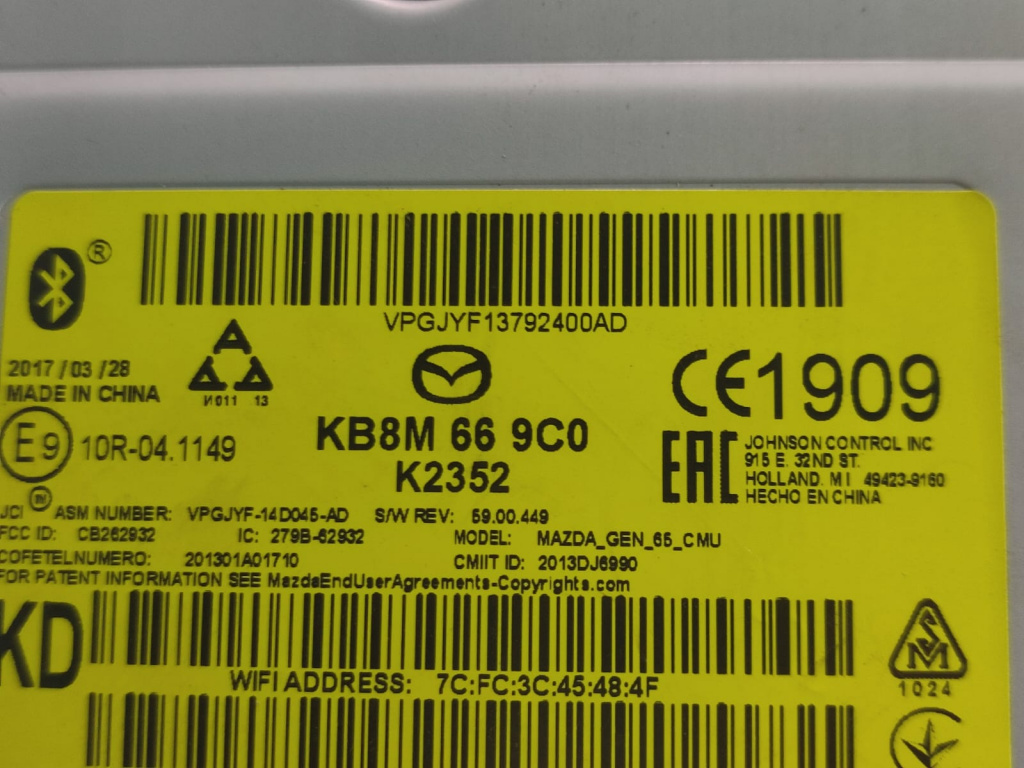 ®
VPGJYF13792400AD
2017/03/28
MADE IN CHINA
И011 13
CE1909
KB8M 66 9C0
K2352
E9 10R-04.1149
EAC
JOHNSON CONTROL INC
915 E. 32ND ST.
HOLLAND. MI 49423-9160
HECHO EN CHINA
JCI ASM NUMBER: VPGJYF-14D045-AD S/W REV: 59.00.449
FCC ID: CB262932 IC: 279B-62932 MODEL: MAZDA_GEN_65_CMU
COFETELNUMERO: 201301A01710 CMIIT ID: 2013DJ6990
FOR PATENT INFORMATION SEE MazdaEndUserAgreements-Copyrights.com
KD
WIFI ADDRESS: 7C:FC:3C:45:48:4F
SM
1024